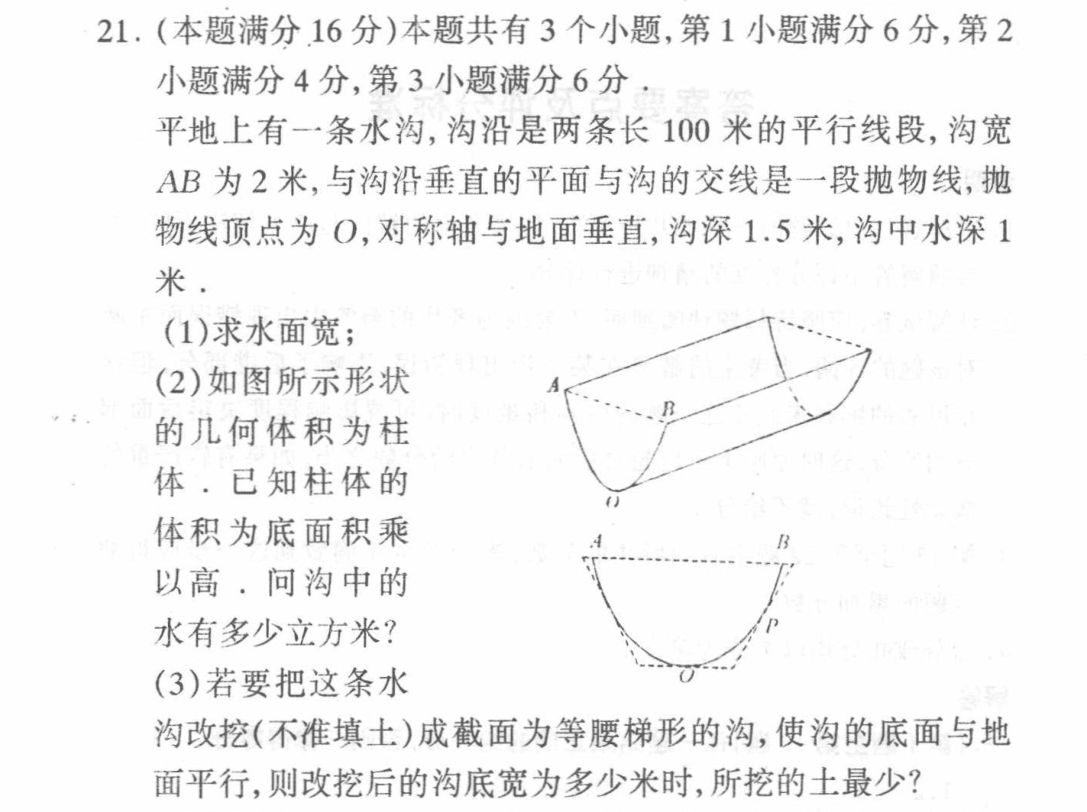 21. (本题满分 16 分)本题共有 3 个小题,第 1 小题满分 6 分,第 2
小题满分 4 分,第 3 小题满分 6 分 .
平地上有一条水沟,沟沿是两条长 100 米的平行线段,沟宽
AB 为 2 米,与沟沿垂直的平面与沟的交线是一段抛物线,抛
物线顶点为 O,对称轴与地面垂直,沟深 1.5 米,沟中水深 1
米 .
(1)求水面宽;
(2)如图所示形状
的几何体积为柱
体 . 已知柱体的
体积为底面积乘
以高 . 问沟中的
水有多少立方米?
(3)若要把这条水
沟改挖(不准填土)成截面为等腰梯形的沟,使沟的底面与地
面平行,则改挖后的沟底宽为多少米时,所挖的土最少?
A
B
O
A
B
P
O